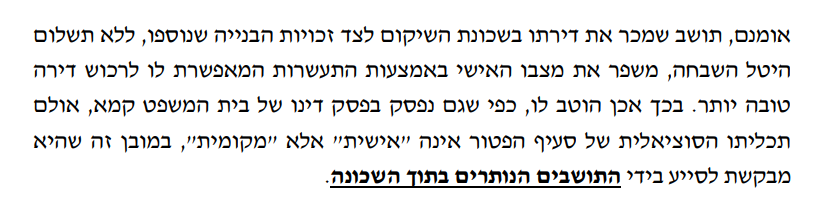 אומנם, תושב שמכר את דירתו בשכונת השיקום לצד זכויות הבנייה שנוספו, ללא תשלום
היטל השבחה, משפר את מצבו האישי באמצעות התעשרות המאפשרת לו לרכוש דירה
טובה יותר. בכך אכן הוטב לו, כפי שגם נפסק בפסק דינו של בית המשפט קמא, אולם
תכליתו הסוציאלית של סעיף הפטור אינה "אישית" אלא "מקומית", במובן זה שהיא
מבקשת לסייע בידי התושבים הנותרים בתוך השכונה.